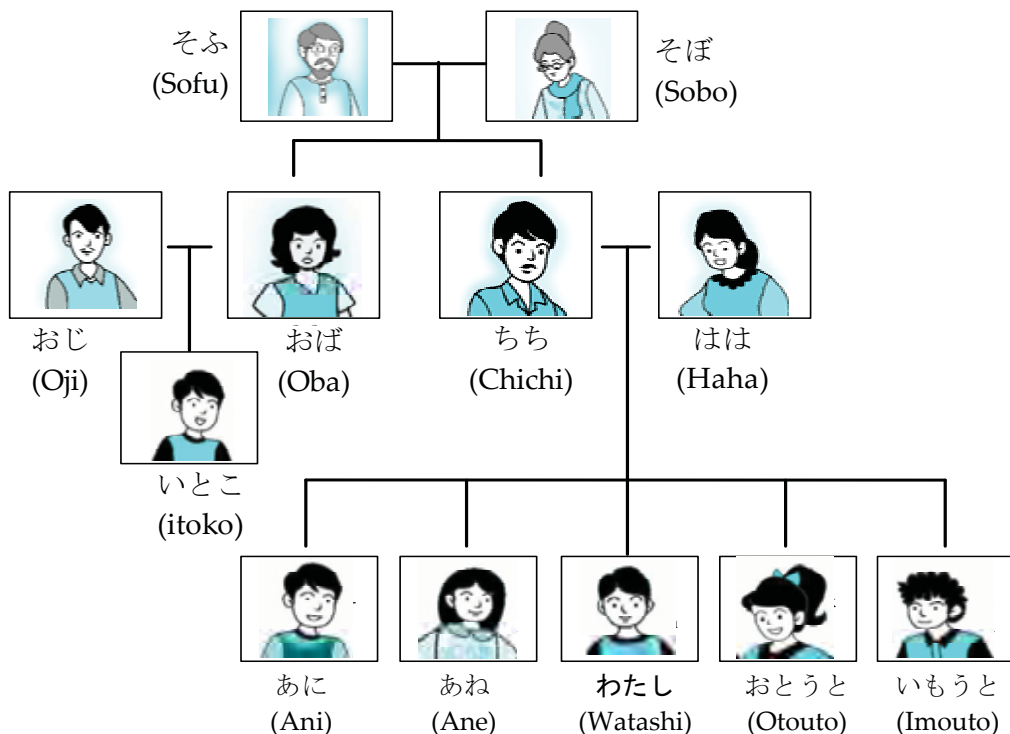 そふ
(Sofu)
そぼ
(Sobo)
おじ
(Oji)
おば
(Oba)
ちち
(Chichi)
はは
(Haha)
いとこ
(itoko)
あに
(Ani)
あね
(Ane)
わたし
(Watashi)
おとうと
(Otouto)
いもうと
(Imouto)